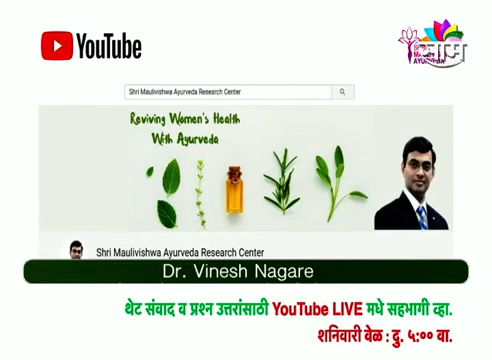 YouTube
साम
AYURVEDA
Shri Maulivishwa Ayurveda Research Center
Reviving Women's Health
With Ayurveda
Shri Maulivishwa Ayurveda Research Center
Dr. Vinesh Nagare
थेट संवाद व प्रश्न उत्तरांसाठी YouTube LIVE मधे सहभागी व्हा.
शनिवारी वेळ : दु. ५:०० वा.